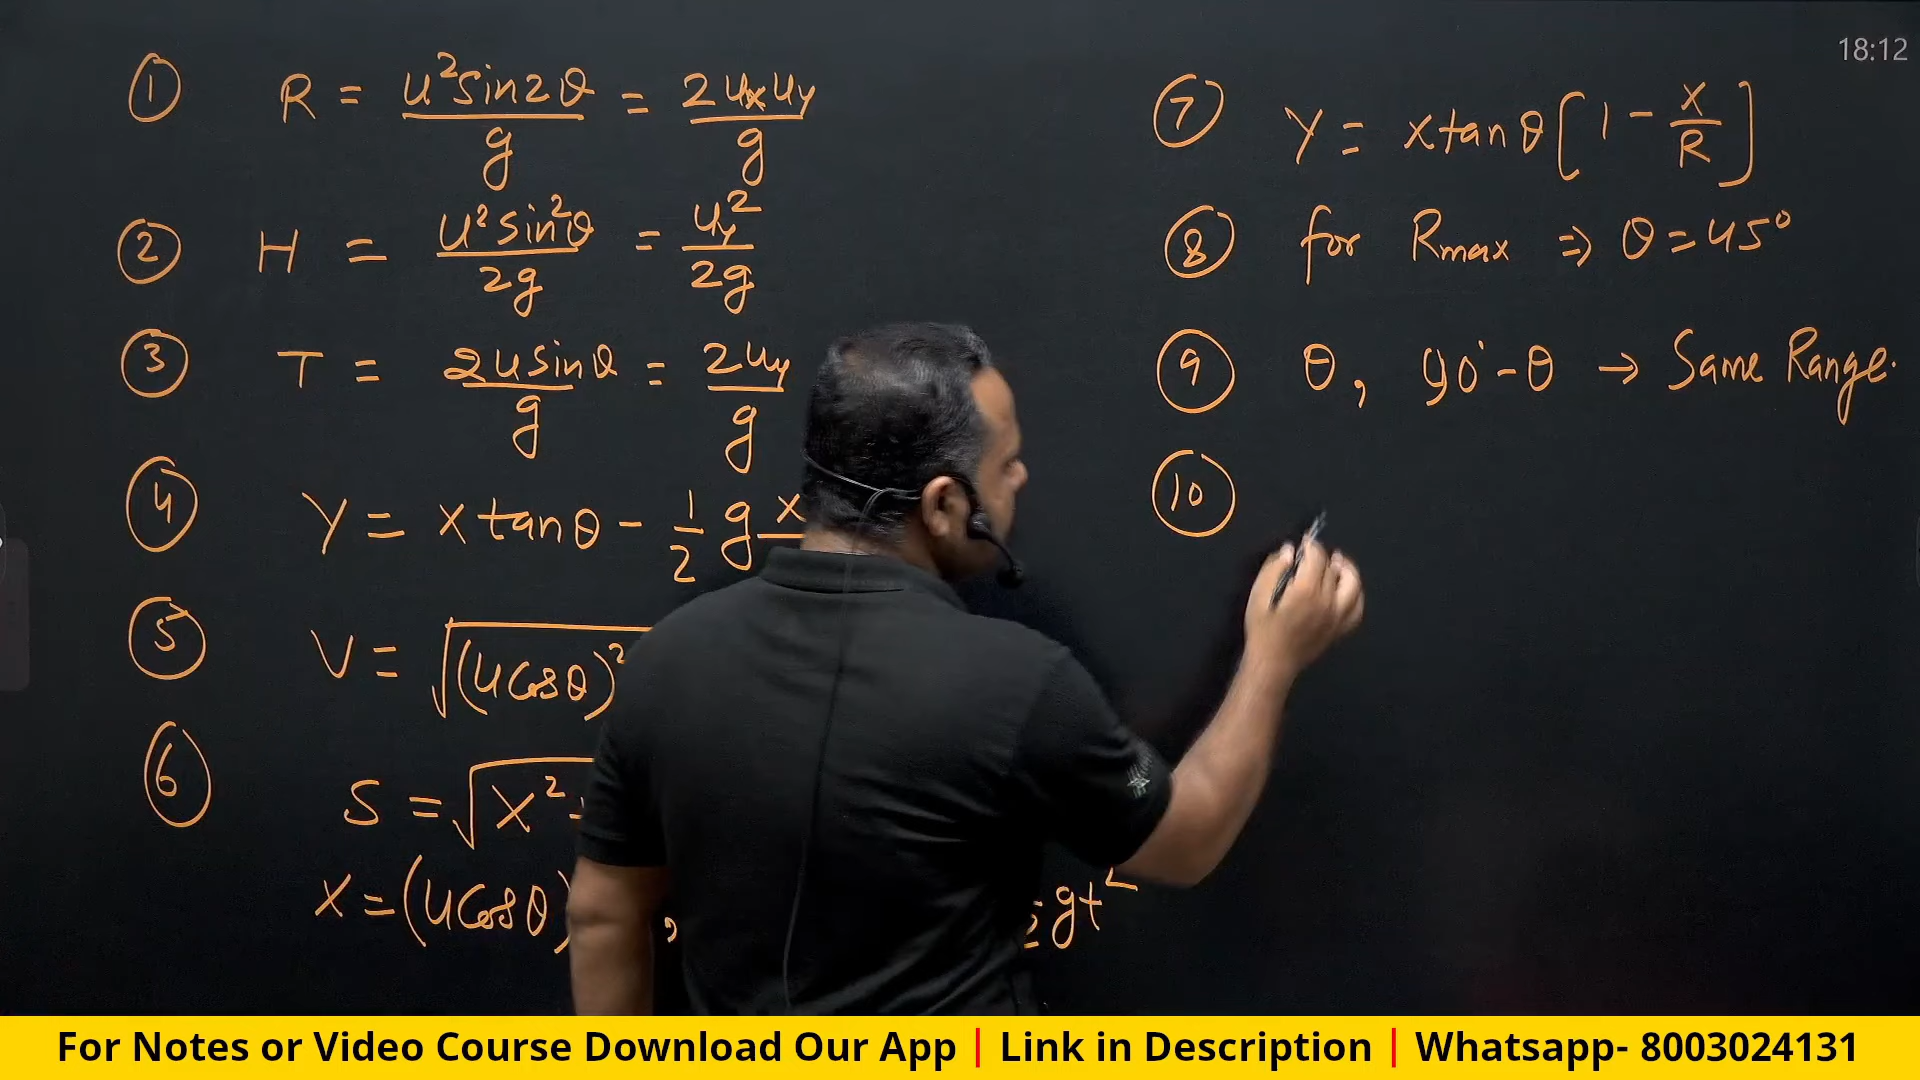 18:12
① R = u²sin2θ/g = 2uxuy/g
② H = u²sin²θ/2g = uy²/2g
③ T = 2usinθ/g = 2uy/g
④ Y = xtanθ - 1/2 g x
⑤ V = √(ucosθ)²
⑥ S = √x²
x = (ucosθ) , gt²
⑦ Y = xtanθ[1 - x/R]
⑧ for Rmax ⇒ θ = 45°
⑨ θ, 90° - θ → Same Range.
⑩
For Notes or Video Course Download Our App | Link in Description | Whatsapp- 8003024131